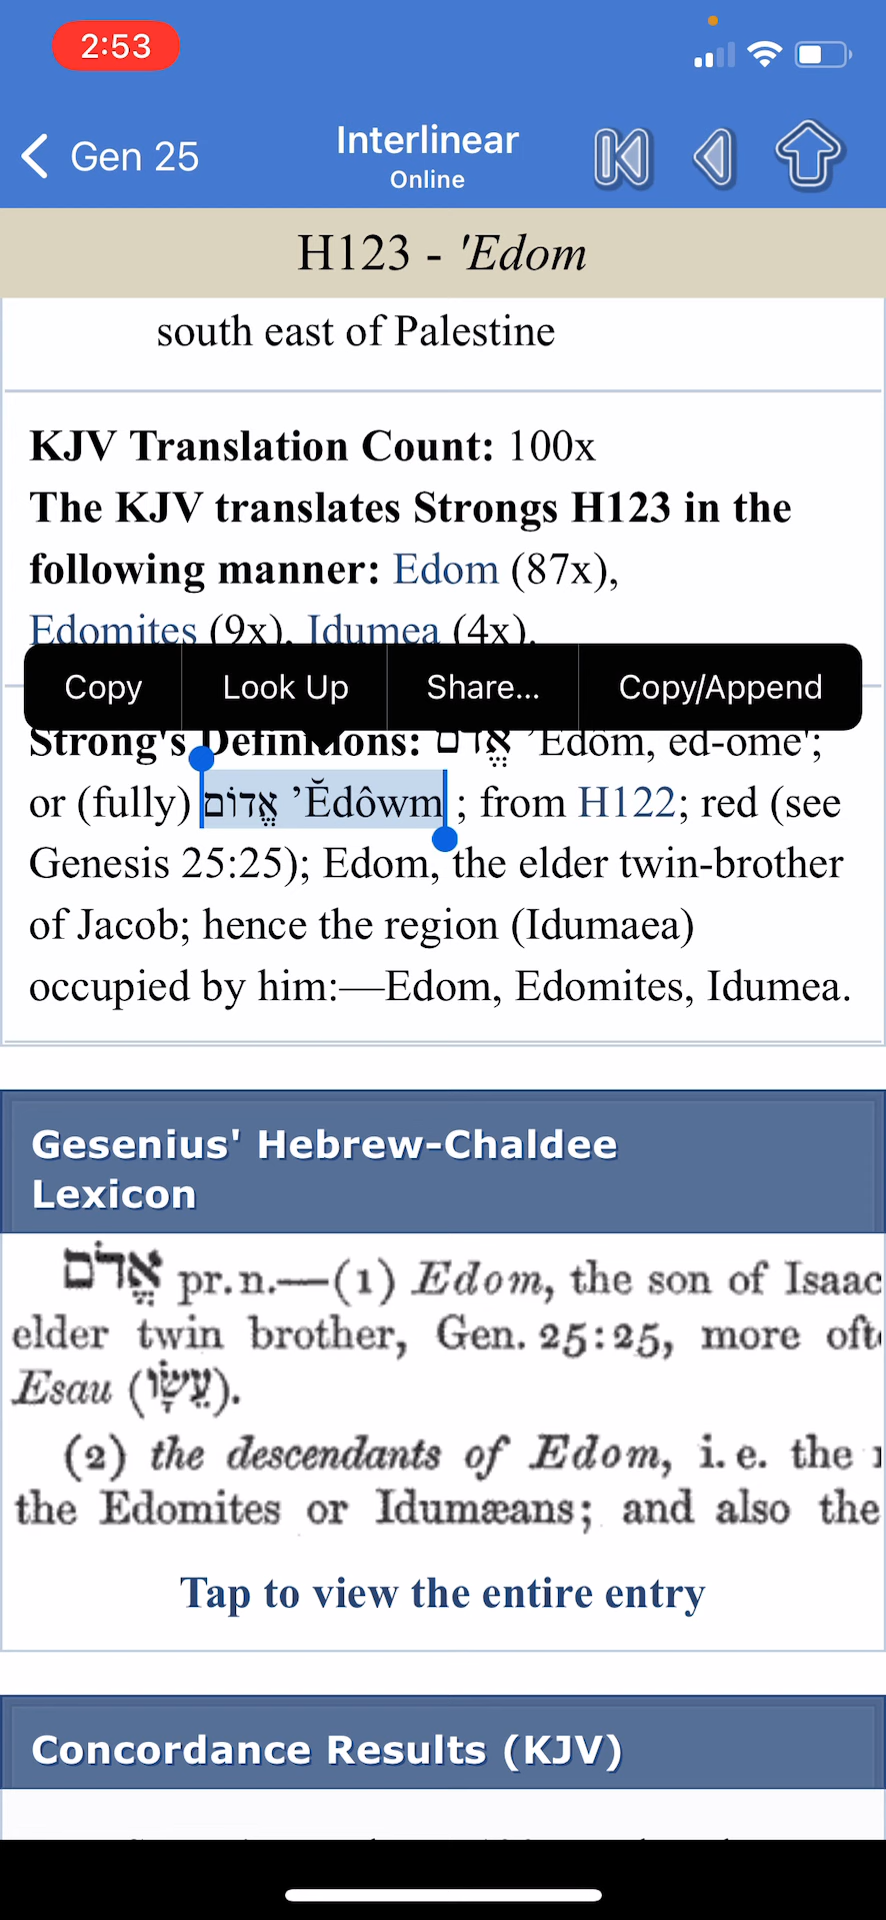 2:53
Gen 25
Interlinear
Online
H123 - 'Edom
south east of Palestine
KJV Translation Count: 100x
The KJV translates Strongs H123 in the
following manner: Edom (87x),
Edomites (9x), Idumea (4x).
Copy
Look Up
Share...
Copy/Append
Strong's Definitions: אֱדֹם ʼĔdôm, ed-ome';
or (fully) אֱדוֹם ʼĔdôwm ; from H122; red (see
Genesis 25:25); Edom, the elder twin-brother
of Jacob; hence the region (Idumaea)
occupied by him:—Edom, Edomites, Idumea.
Gesenius' Hebrew-Chaldee
Lexicon
אֱדֹם pr.n.—(1) Edom, the son of Isaac
elder twin brother, Gen. 25:25, more
Esau (עֵשָׂו).
(2) the descendants of Edom, i. e. the
the Edomites or Idumæans; and also the
Tap to view the entire entry
Concordance Results (KJV)